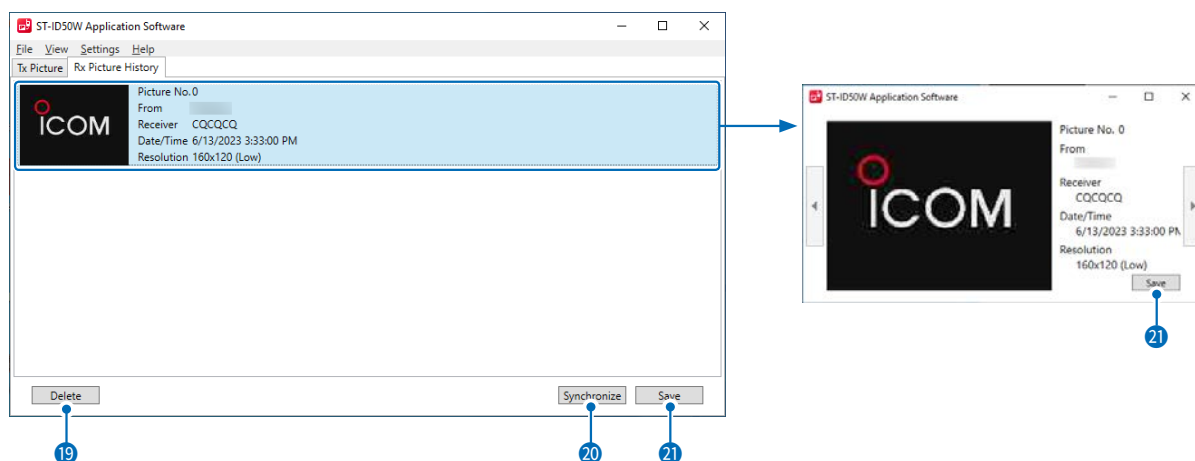 ST-ID50W Application Software
File View Settings Help
Tx Picture Rx Picture History
ICOM
Picture No. 0
From
Receiver CQCQCQ
Date/Time 6/13/2023 3:33:00 PM
Resolution 160x120 (Low)
Delete
Synchronize
Save
19
20
21
ST-ID50W Application Software
ICOM
Picture No. 0
From
Receiver
CQCQCQ
Date/Time
6/13/2023 3:33:00 PM
Resolution
160x120 (Low)
Save
21